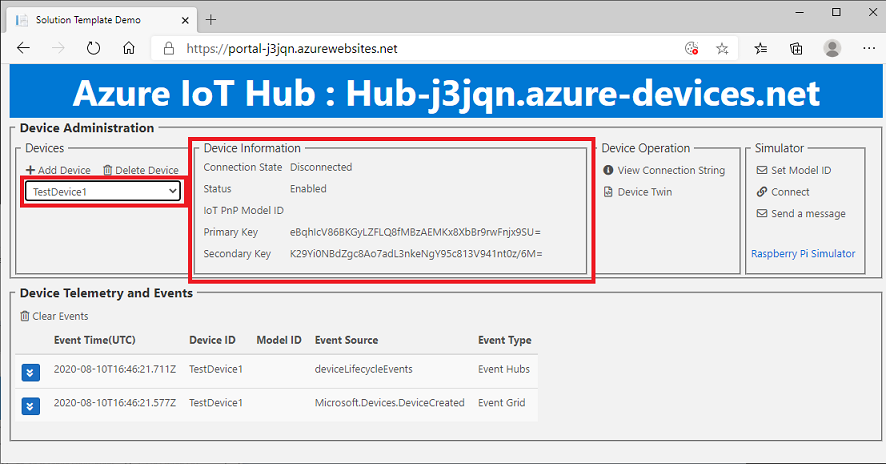 Solution Template Demo
https://portal-j3jqn.azurewebsites.net
Azure IoT Hub : Hub-j3jqn.azure-devices.net
Device Administration
Devices
Add Device Delete Device
TestDevice1
Device Information
Connection State Disconnected
Status Enabled
IoT PnP Model ID
Primary Key eBqhIcV86BKGyLZFLQ8fMBzAEMKx8XbBr9rwFnjx9SU=
Secondary Key K29Yi0NBdZgc8Ao7adL3nkeNgY95c813V941nt0z/6M=
Device Operation
View Connection String
Device Twin
Simulator
Set Model ID
Connect
Send a message
Raspberry Pi Simulator
Device Telemetry and Events
Clear Events
Event Time(UTC) Device ID Model ID Event Source Event Type
2020-08-10T16:46:21.711Z TestDevice1 deviceLifecycleEvents Event Hubs
2020-08-10T16:46:21.577Z TestDevice1 Microsoft.Devices.DeviceCreated Event Grid